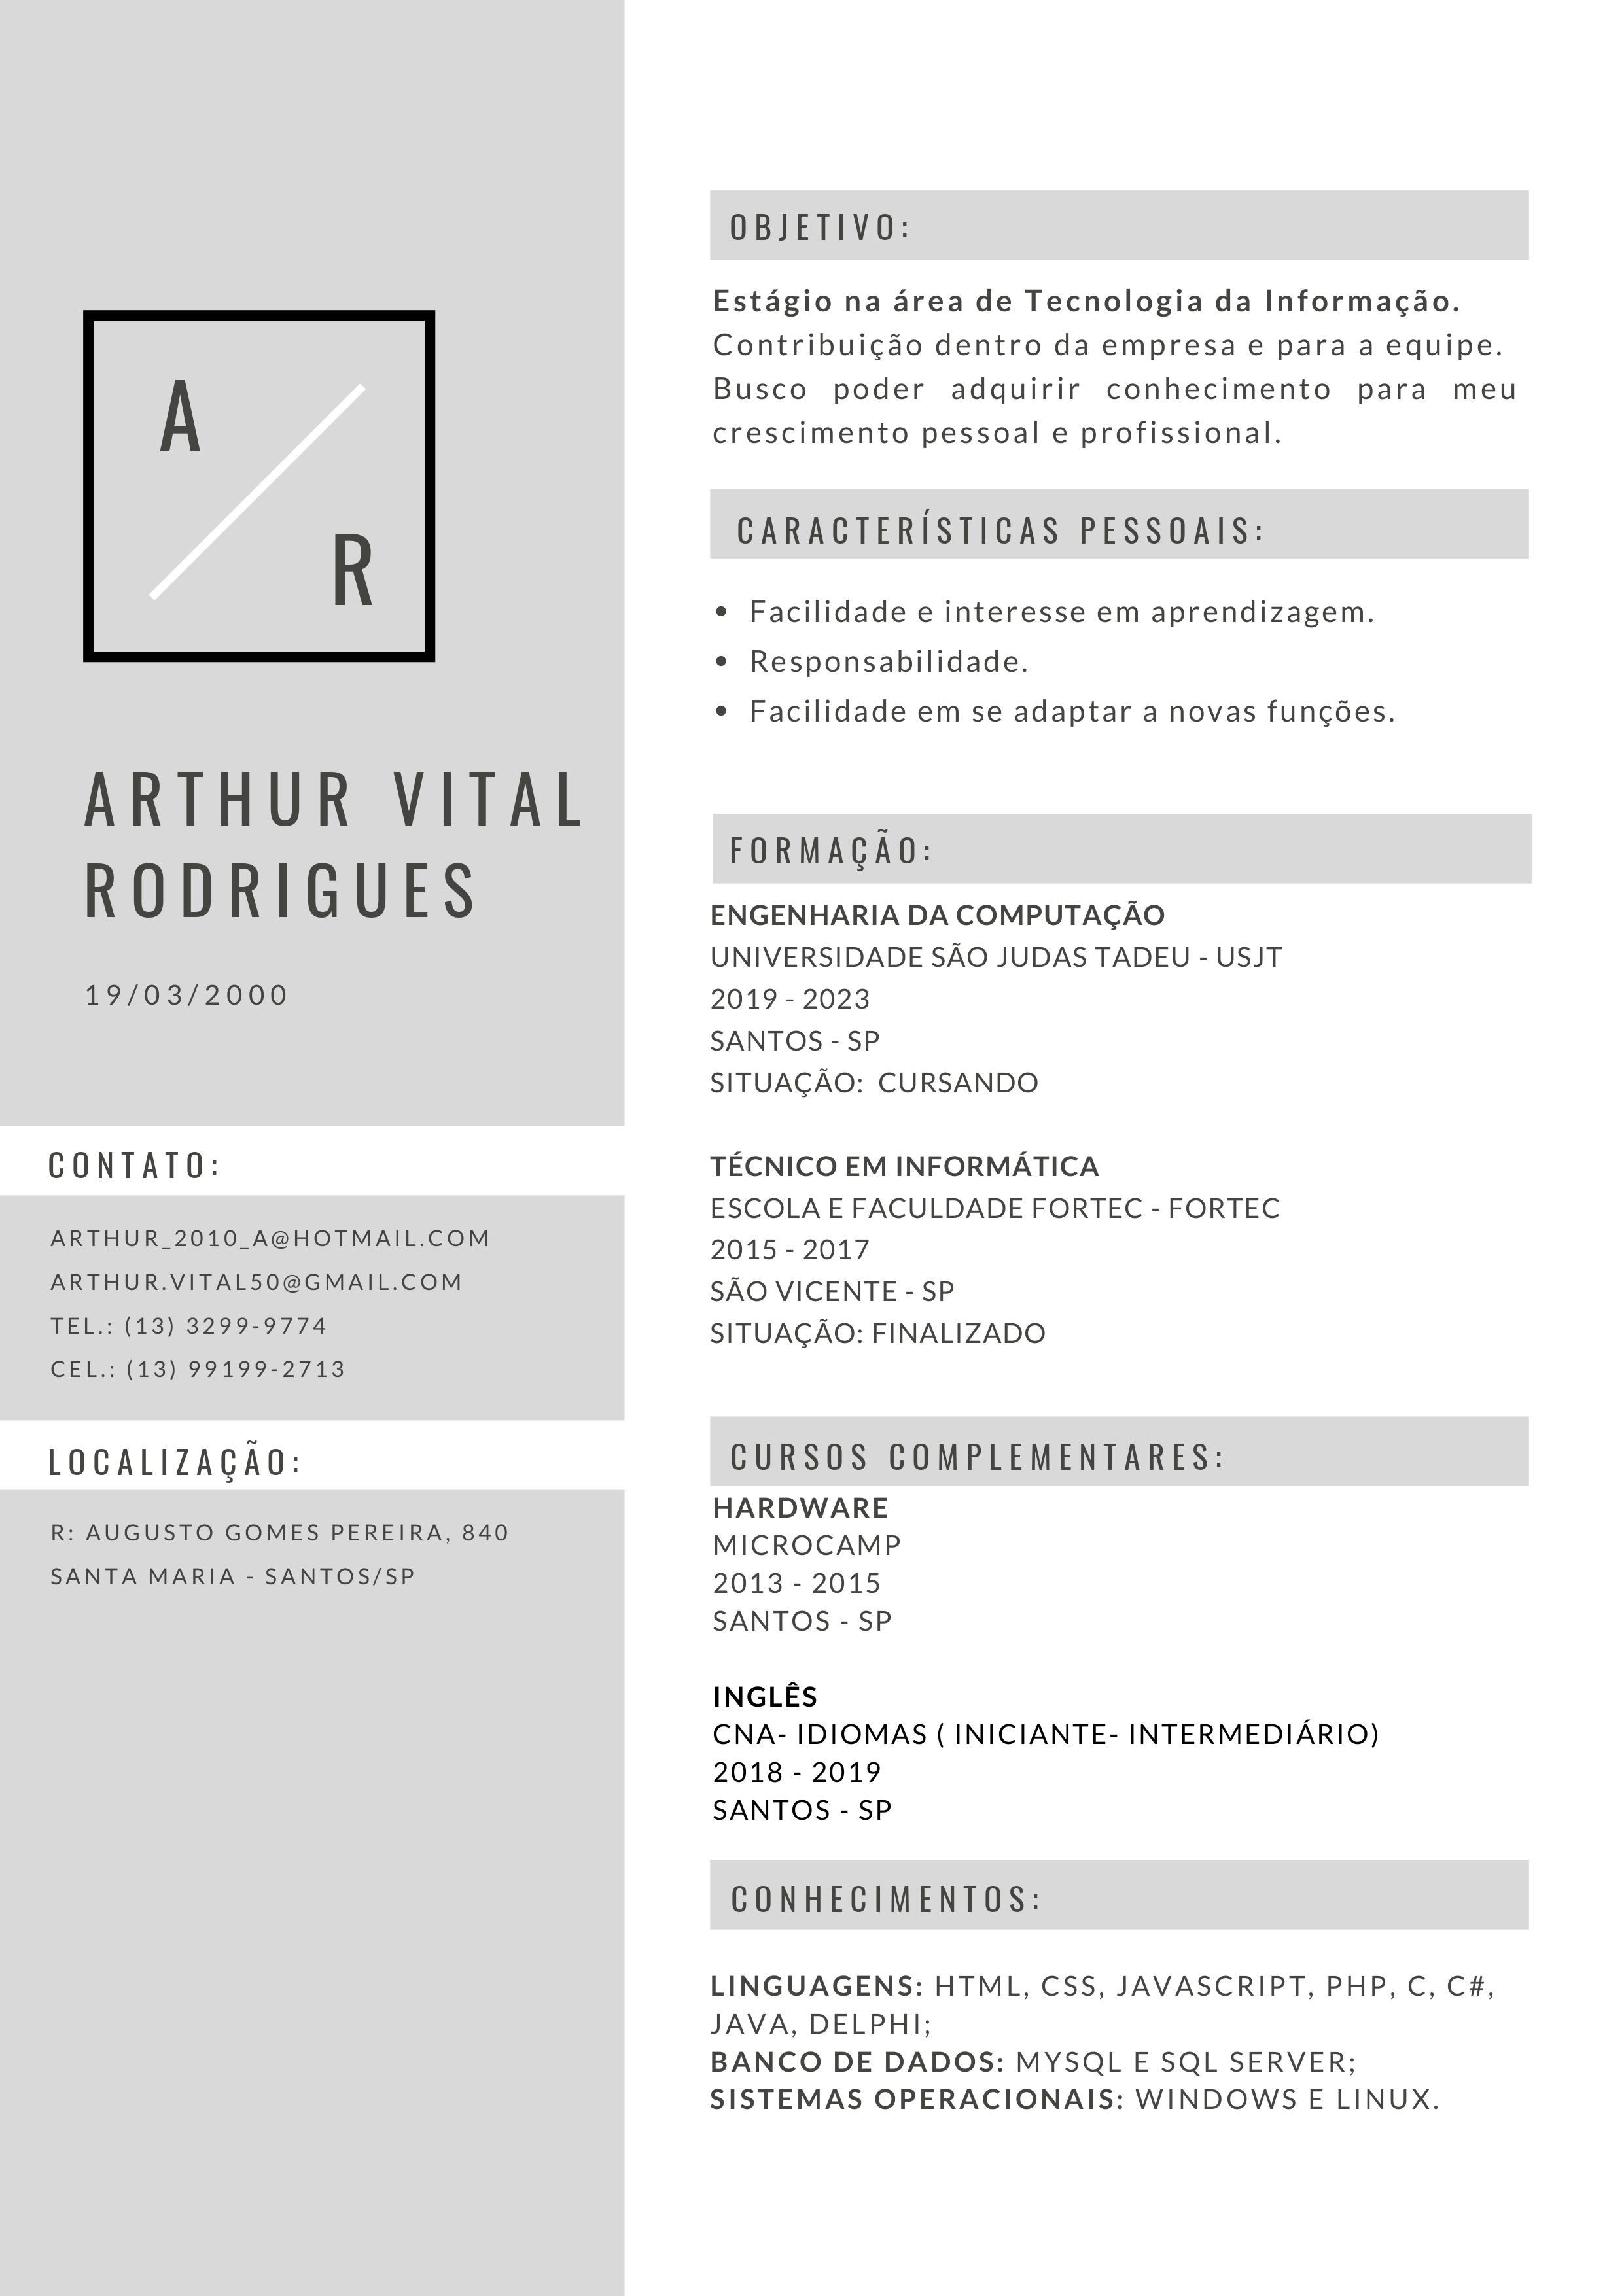 A
R
ARTHUR VITAL
RODRIGUES
19/03/2000
CONTATO:
ARTHUR_2010_A@HOTMAIL.COM
ARTHUR.VITAL50@GMAIL.COM
TEL.: (13) 3299-9774
CEL.: (13) 99199-2713
LOCALIZAÇÃO:
R: AUGUSTO GOMES PEREIRA, 840
SANTA MARIA - SANTOS/SP
OBJETIVO:
Estágio na área de Tecnologia da Informação.
Contribuição dentro da empresa e para a equipe.
Busco poder adquirir conhecimento para meu
crescimento pessoal e profissional.
CARACTERÍSTICAS PESSOAIS:
• Facilidade e interesse em aprendizagem.
• Responsabilidade.
• Facilidade em se adaptar a novas funções.
FORMAÇÃO:
ENGENHARIA DA COMPUTAÇÃO
UNIVERSIDADE SÃO JUDAS TADEU - USJT
2019 - 2023
SANTOS - SP
SITUAÇÃO: CURSANDO
TÉCNICO EM INFORMÁTICA
ESCOLA E FACULDADE FORTEC - FORTEC
2015 - 2017
SÃO VICENTE - SP
SITUAÇÃO: FINALIZADO
CURSOS COMPLEMENTARES:
HARDWARE
MICROCAMP
2013 - 2015
SANTOS - SP
INGLÊS
CNA- IDIOMAS ( INICIANTE- INTERMEDIÁRIO)
2018 - 2019
SANTOS - SP
CONHECIMENTOS:
LINGUAGENS: HTML, CSS, JAVASCRIPT, PHP, C, C#,
JAVA, DELPHI;
BANCO DE DADOS: MYSQL E SQL SERVER;
SISTEMAS OPERACIONAIS: WINDOWS E LINUX.